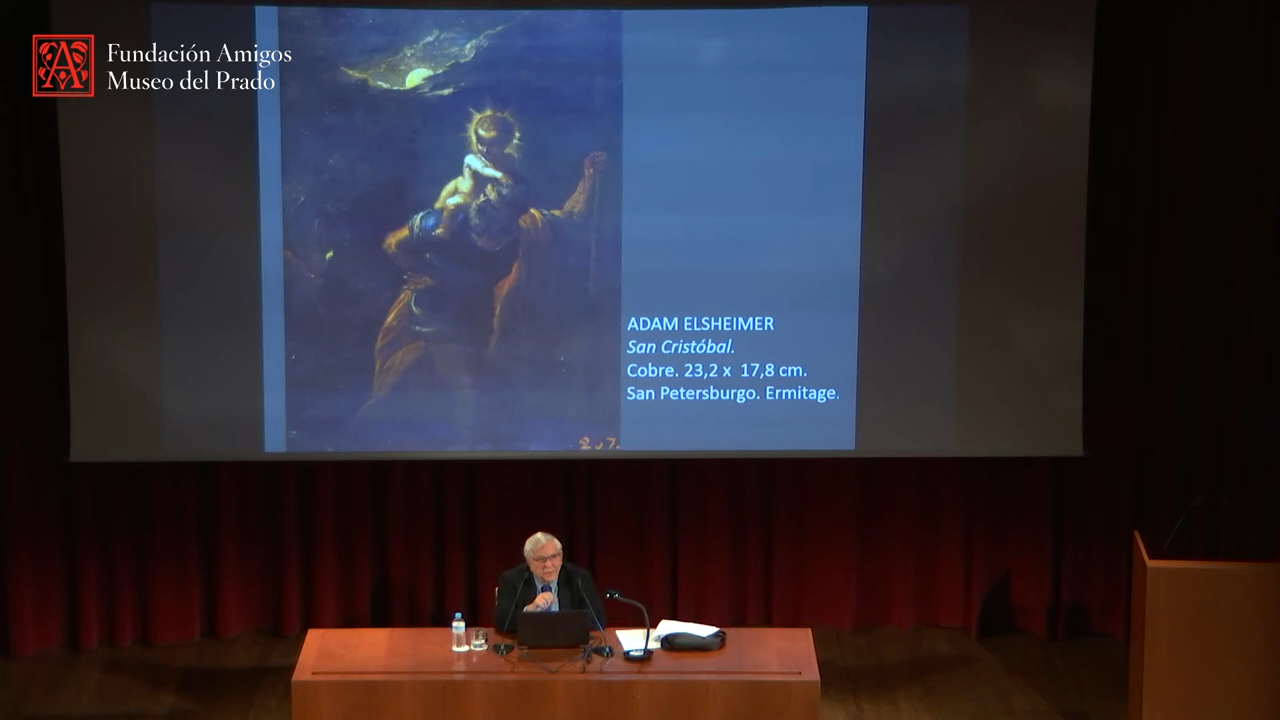 Fundación Amigos
Museo del Prado
ADAM ELSHEIMER
San Cristóbal.
Cobre. 23,2 x 17,8 cm.
San Petersburgo. Ermitage.